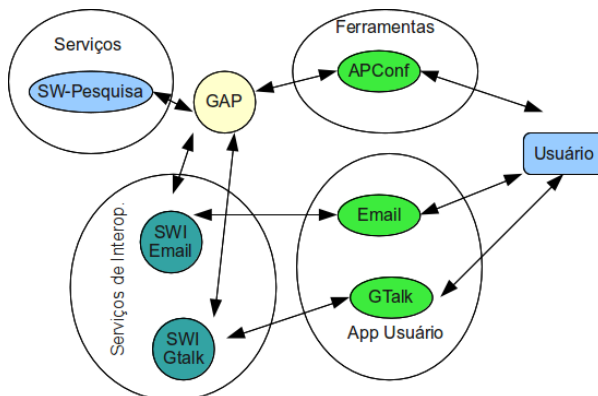 Serviços
SW-Pesquisa
GAP
Ferramentas
APConf
Usuário
Serviços de Interop.
SWI
Email
SWI
Gtalk
Email
GTalk
App Usuário